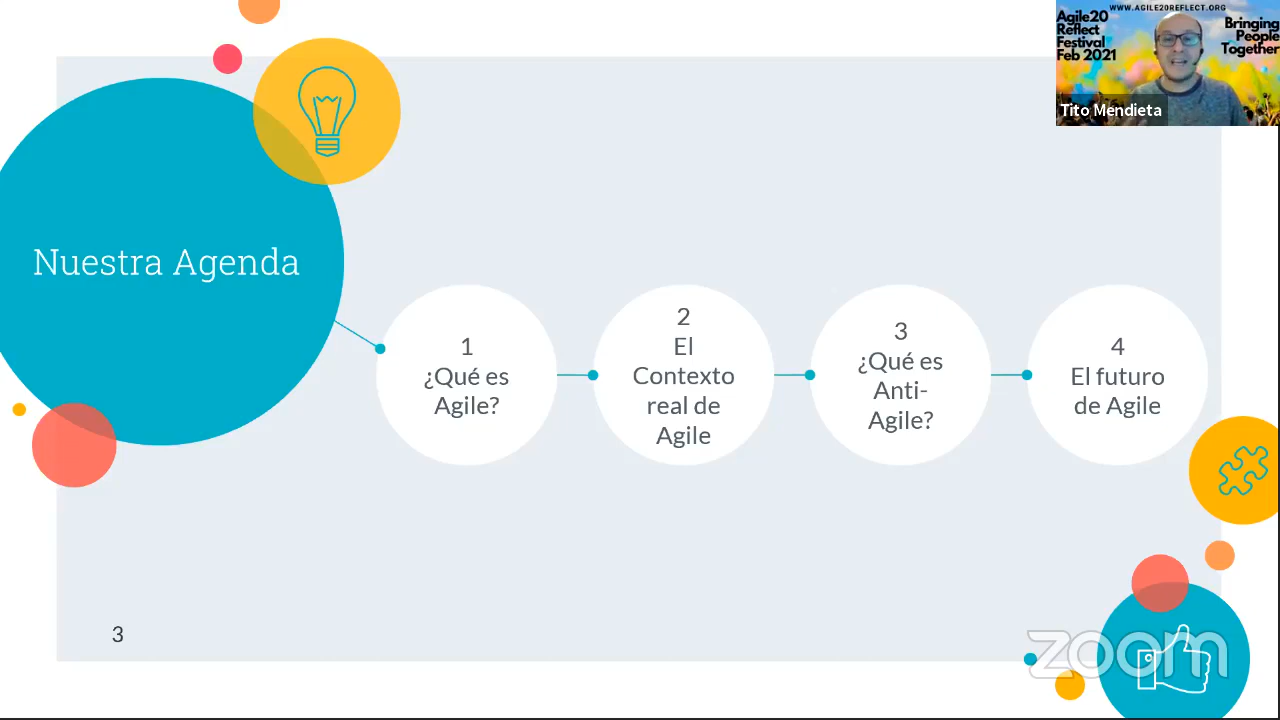 WWW.AGILE20REFLECT.ORG
Agile20
Reflect
Festival
Feb 2021
Bringing
People
Together
Tito Mendieta
Nuestra Agenda
1
¿Qué es
Agile?
2
El
Contexto
real de
Agile
3
¿Qué es
Anti-
Agile?
4
El futuro
de Agile
3
zoom